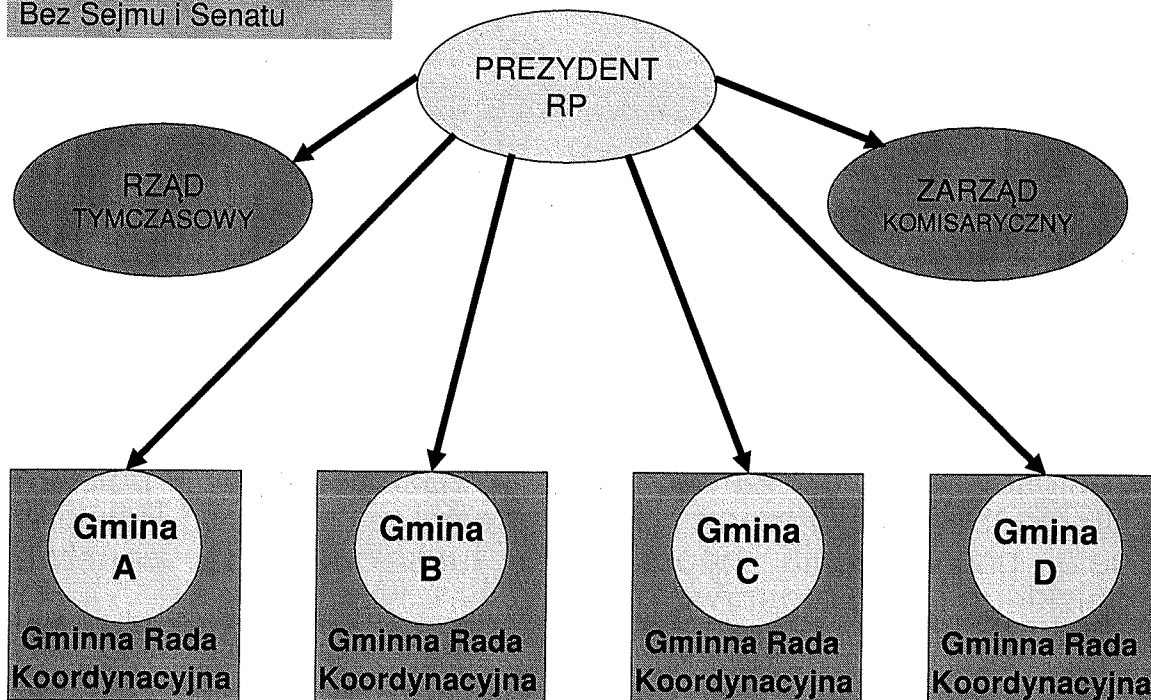 Bez Sejmu i Senatu
PREZYDENT
RP
RZĄD
TYMCZASOWY
ZARZĄD
KOMISARYCZNY
Gmina
A
Gminna Rada
Koordynacyjna
Gmina
B
Gminna Rada
Koordynacyjna
Gmina
C
Gminna Rada
Koordynacyjna
Gmina
D
Gminna Rada
Koordynacyjna